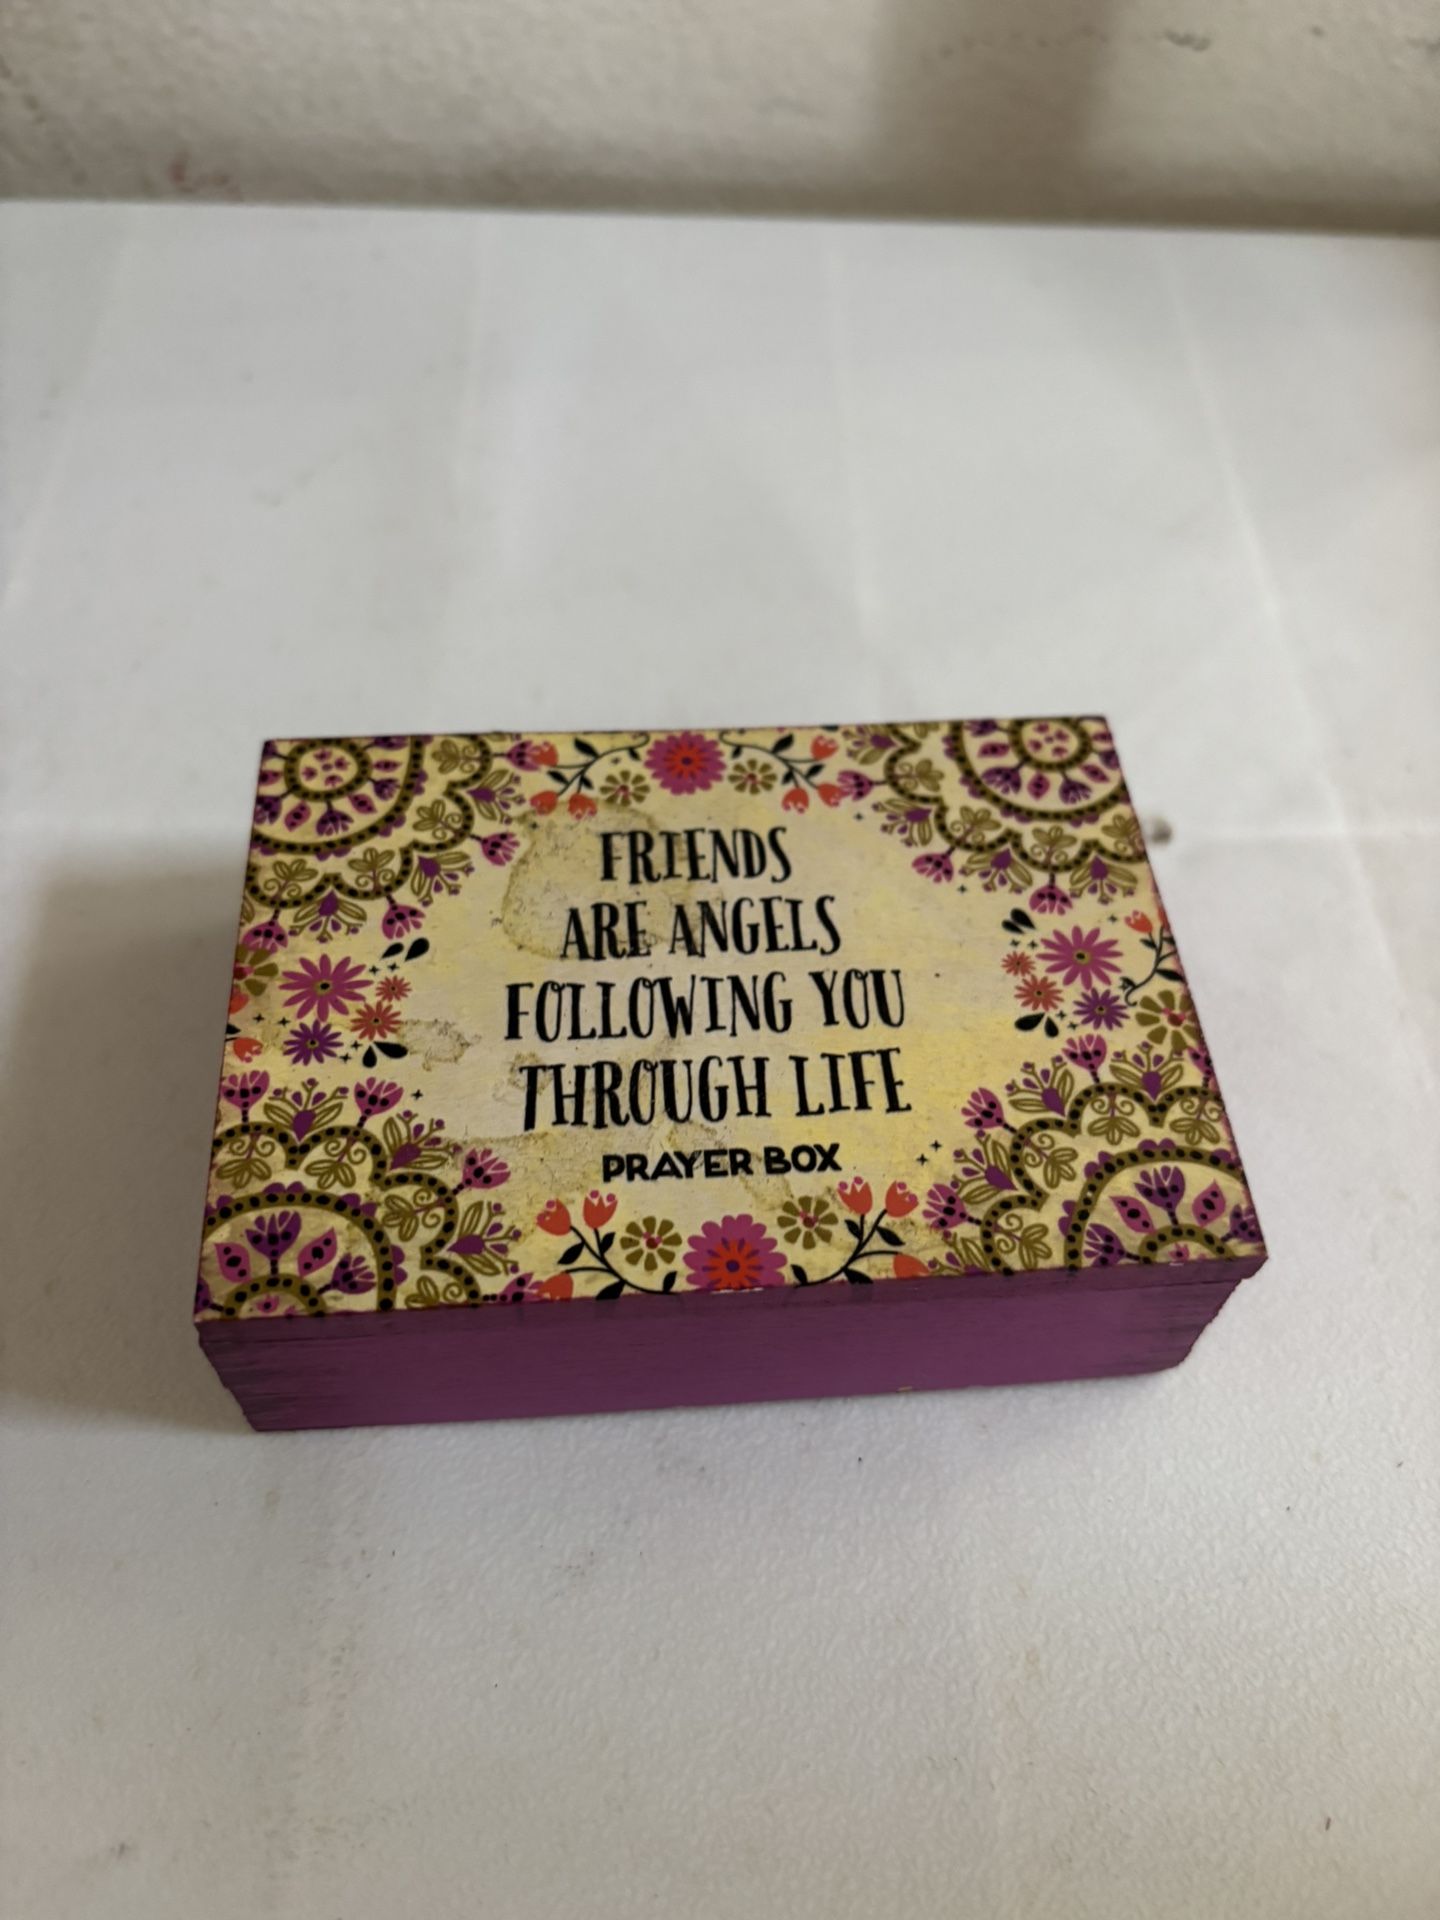 FRIENDS
ARE ANGELS
FOLLOWING YOU
THROUGH LIFE
PRAYER BOX